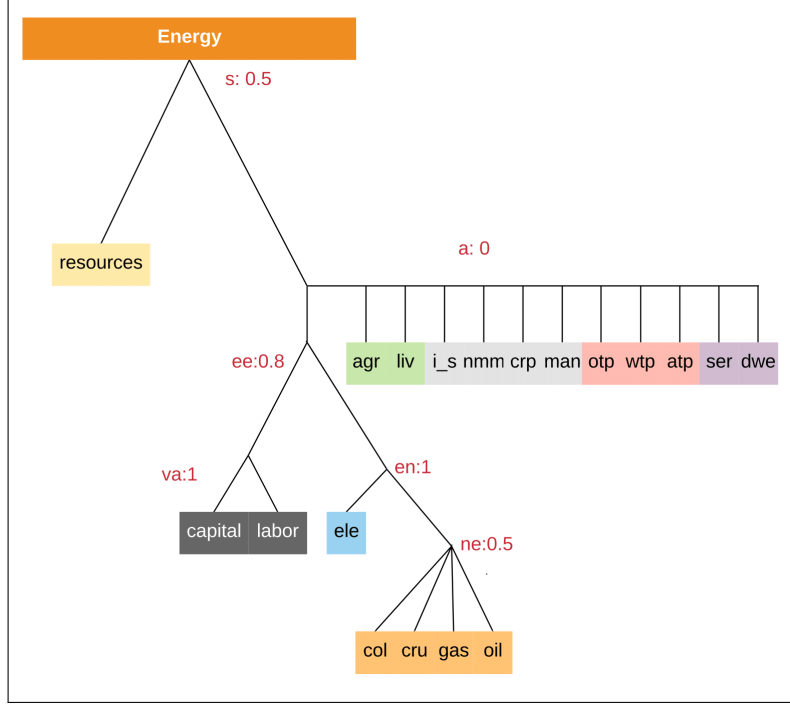 Energy
s: 0.5
a: 0
resources
ee:0.8
agr liv i_s nmm crp man otp wtp atp ser dwe
va:1
en:1
capital labor ele
ne:0.5
col cru gas oil